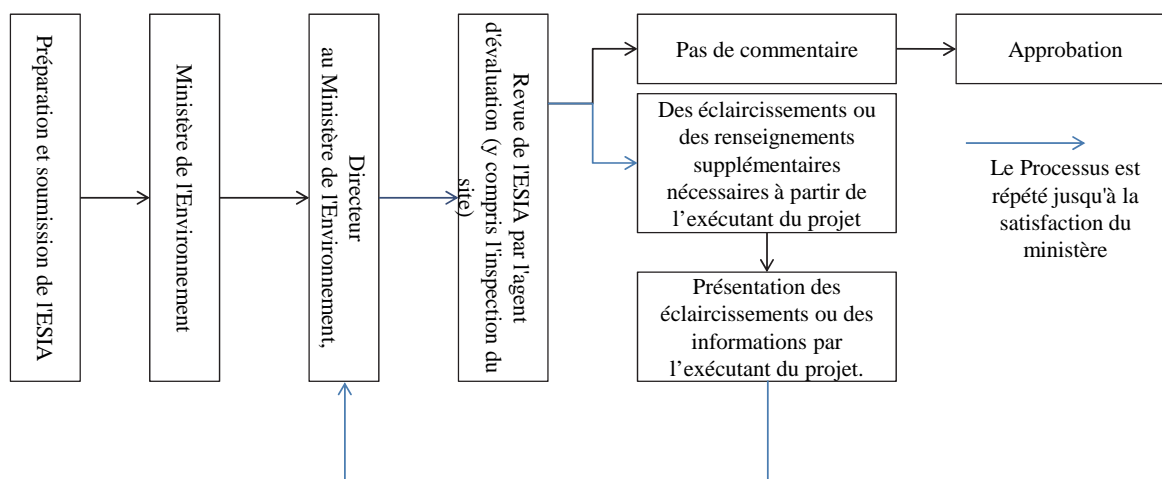 Préparation et soumission de l'ESIA
Ministère de l'Environnement
Directeur
au Ministère de l'Environnement,
Revue de l'ESIA par l'agent
d'évaluation (y compris l'inspection du
site)
Pas de commentaire
Approbation
Des éclaircissements ou
des renseignements
supplémentaires
nécessaires à partir de
l’exécutant du projet
Le Processus est
répété jusqu'à la
satisfaction du
ministère
Présentation des
éclaircissements ou des
informations par
l’exécutant du projet.